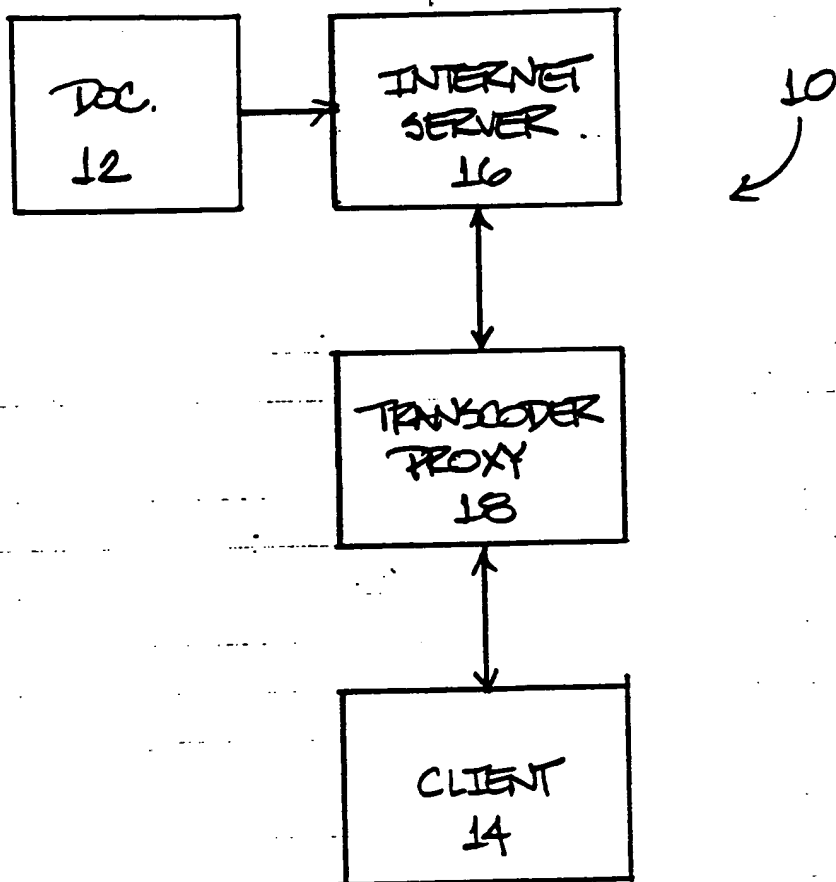 DOC.
12
INTERNET
SERVER
16
10
TRANSCODER
PROXY
18
CLIENT
14